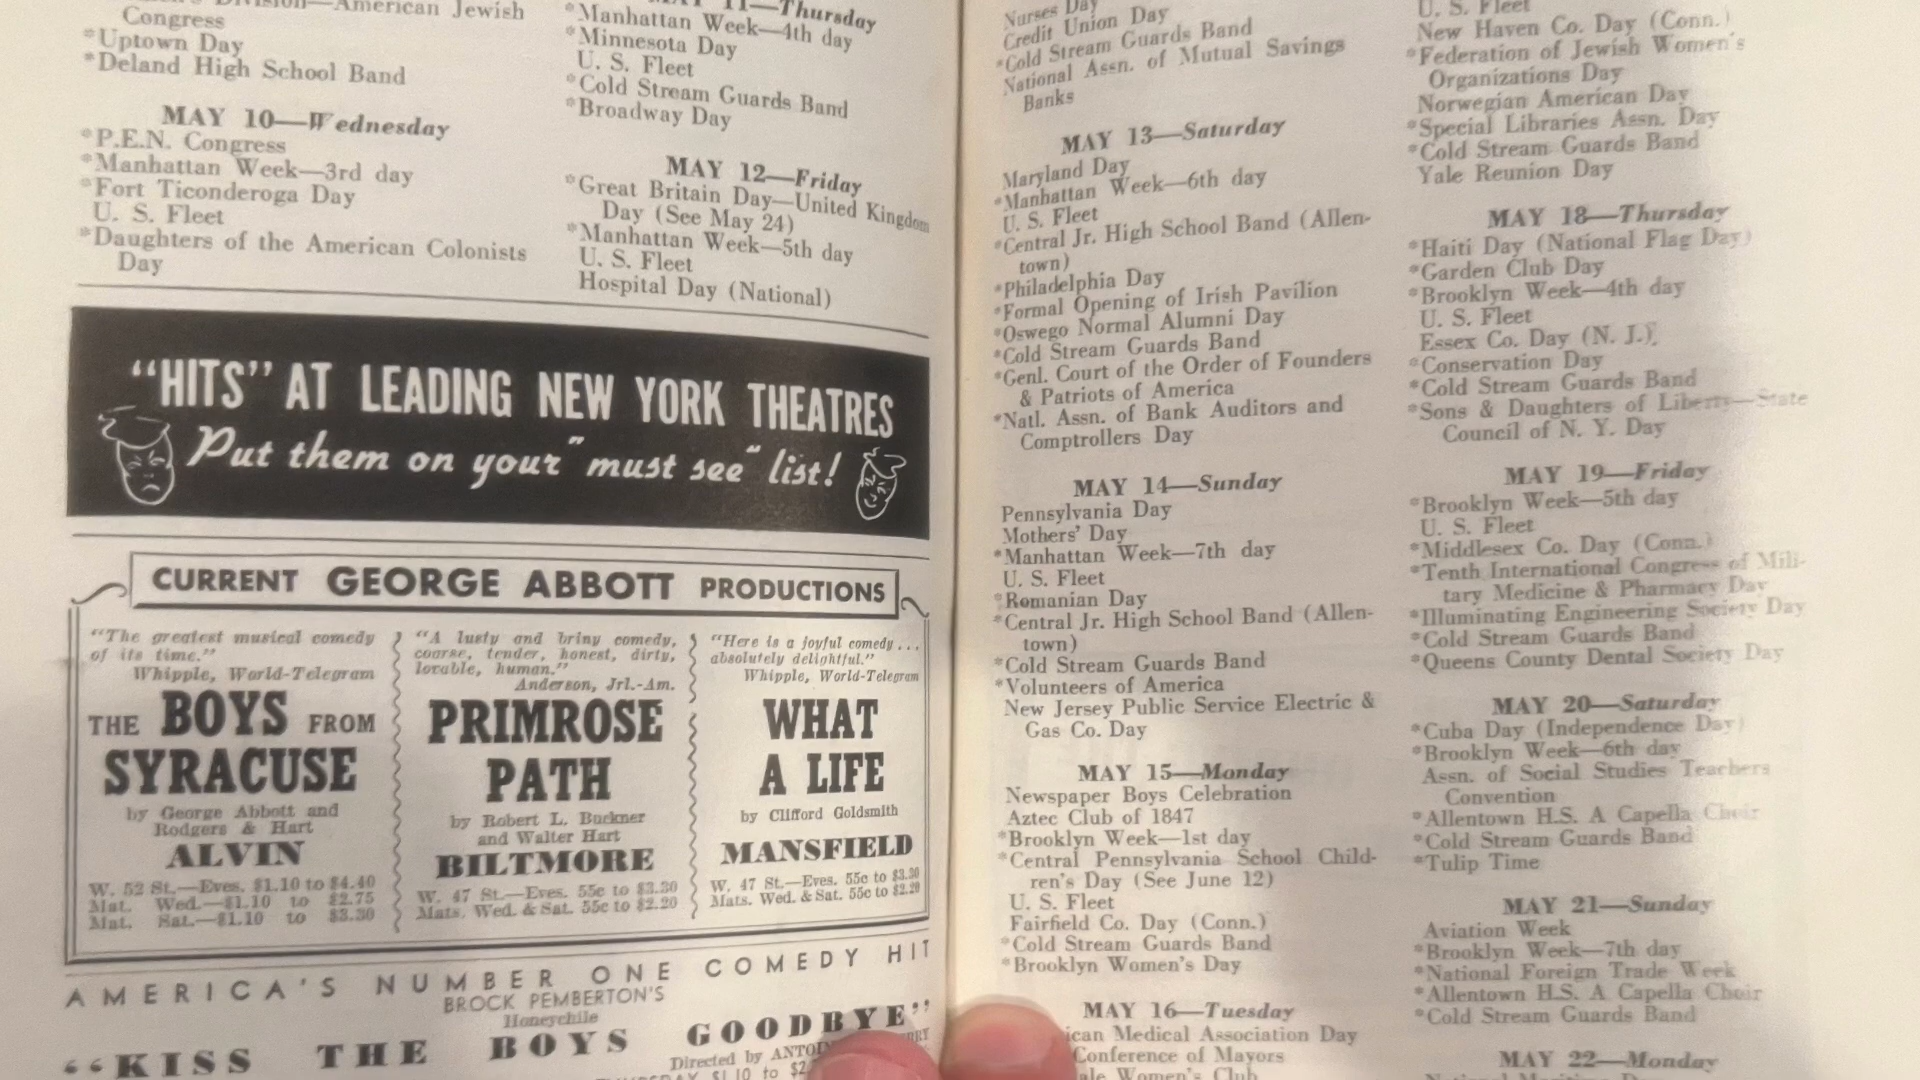 Division—American Jewish
Congress
*Uptown Day
*Deland High School Band
MAY 10—Wednesday
*P.E.N. Congress
*Manhattan Week—3rd day
*Fort Ticonderoga Day
U. S. Fleet
*Daughters of the American Colonists
Day
11—Thursday
*Manhattan Week—4th day
*Minnesota Day
U. S. Fleet
*Cold Stream Guards Band
*Broadway Day
MAY 12—Friday
*Great Britain Day—United Kingdom
Day (See May 24)
*Manhattan Week—5th day
U. S. Fleet
Hospital Day (National)
"HITS" AT LEADING NEW YORK THEATRES
Put them on your "must see" list!
CURRENT GEORGE ABBOTT PRODUCTIONS
"The greatest musical comedy
of its time."
Whipple, World-Telegram
THE BOYS FROM
SYRACUSE
by George Abbott and
Rodgers & Hart
ALVIN
W. 52 St.—Eves. $1.10 to $4.40
Mat. Wed.—$1.10 to $2.75
Mat. Sat.—$1.10 to $3.30
"A lusty and briny comedy,
coarse, tender, honest, dirty,
lovable, human."
Anderson, Jrl.-Am.
PRIMROSE
PATH
by Robert L. Buckner
and Walter Hart
BILTMORE
W. 47 St.—Eves. 55c to $3.30
Mats. Wed. & Sat. 55c to $2.20
"Here is a joyful comedy...
absolutely delightful."
Whipple, World-Telegram
WHAT
A LIFE
by Clifford Goldsmith
MANSFIELD
W. 47 St.—Eves. 55c to $3.30
Mats. Wed. & Sat. 55c to $2.20
AMERICA'S NUMBER ONE COMEDY HIT
BROCK PEMBERTON'S
Honeychile
"KISS THE BOYS GOODBYE"
Directed by
$1.10 to
Nurses Day
Credit Union Day
*Cold Stream Guards Band
National Assn. of Mutual Savings
Banks
MAY 13—Saturday
Maryland Day
*Manhattan Week—6th day
U. S. Fleet
*Central Jr. High School Band (Allen-
town)
*Philadelphia Day
*Formal Opening of Irish Pavilion
*Oswego Normal Alumni Day
*Cold Stream Guards Band
*Genl. Court of the Order of Founders
& Patriots of America
*Natl. Assn. of Bank Auditors and
Comptrollers Day
MAY 14—Sunday
Pennsylvania Day
Mothers' Day
*Manhattan Week—7th day
U. S. Fleet
*Romanian Day
*Central Jr. High School Band (Allen-
town)
*Cold Stream Guards Band
*Volunteers of America
New Jersey Public Service Electric &
Gas Co. Day
MAY 15—Monday
Newspaper Boys Celebration
Aztec Club of 1847
*Brooklyn Week—1st day
*Central Pennsylvania School Child-
ren's Day (See June 12)
U. S. Fleet
Fairfield Co. Day (Conn.)
*Cold Stream Guards Band
*Brooklyn Women's Day
MAY 16—Tuesday
Medical Association Day
Conference of Mayors
Women's Club
U. S. Fleet
New Haven Co. Day (Conn.)
*Federation of Jewish Women's
Organizations Day
Norwegian American Day
*Special Libraries Assn. Day
*Cold Stream Guards Band
Yale Reunion Day
MAY 18—Thursday
*Haiti Day (National Flag Day)
*Garden Club Day
*Brooklyn Week—4th day
U. S. Fleet
Essex Co. Day (N. J.)
*Conservation Day
*Cold Stream Guards Band
*Sons & Daughters of Liberty—State
Council of N. Y. Day
MAY 19—Friday
*Brooklyn Week—5th day
U. S. Fleet
*Middlesex Co. Day (Conn.)
*Tenth International Congress of Mili-
tary Medicine & Pharmacy Day
*Illuminating Engineering Society Day
*Cold Stream Guards Band
*Queens County Dental Society Day
MAY 20—Saturday
*Cuba Day (Independence Day)
*Brooklyn Week—6th day
Assn. of Social Studies Teachers
Convention
*Allentown H.S. A Capella Choir
*Cold Stream Guards Band
*Tulip Time
MAY 21—Sunday
Aviation Week
*Brooklyn Week—7th day
*National Foreign Trade Week
*Allentown H.S. A Capella Choir
*Cold Stream Guards Band
MAY 22—Monday